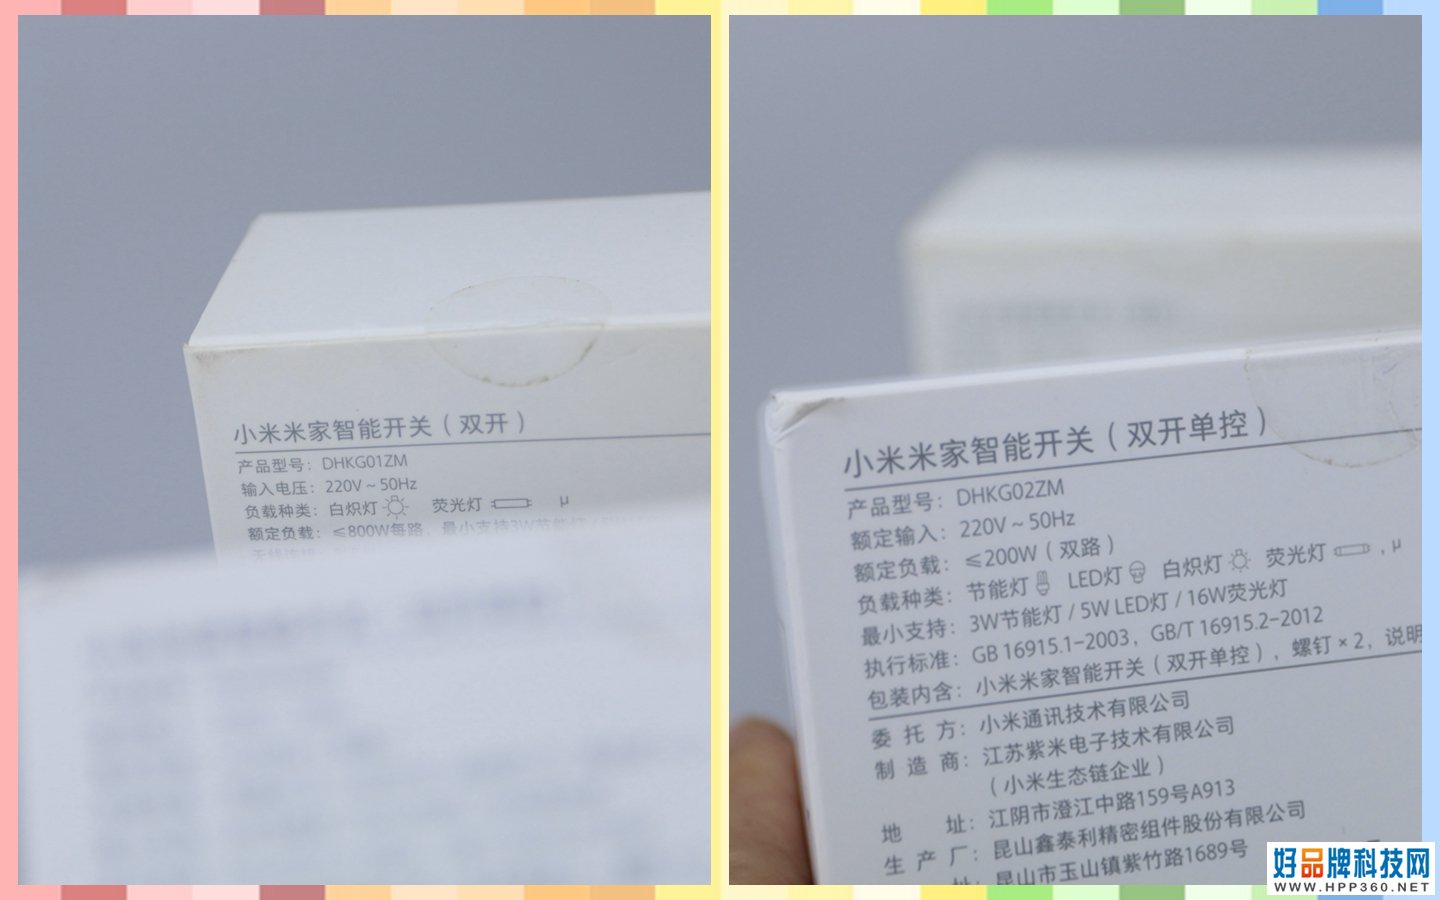 小米米家智能开关（双开）
产品型号：DHKG01ZM
输入电压：220V～50Hz
负载种类：白炽灯 荧光灯 μ
额定负载：≤800W每路，最小支持3W节能灯 / 5W
小米米家智能开关（双开单控）
产品型号：DHKG02ZM
额定输入：220V～50Hz
额定负载：≤200W（双路）
负载种类：节能灯 LED灯 白炽灯 荧光灯 , μ
最小支持：3W节能灯 / 5W LED灯 / 16W荧光灯
执行标准：GB 16915.1-2003，GB/T 16915.2-2012
包装内含：小米米家智能开关（双开单控），螺钉 × 2，说明
委 托 方：小米通讯技术有限公司
制 造 商：江苏紫米电子技术有限公司
（小米生态链企业）
地 址：江阴市澄江中路159号A913
生 产 厂：昆山鑫泰利精密组件股份有限公司
址：昆山市玉山镇紫竹路1689号
好品牌科技网
WWW.HPP360.NET